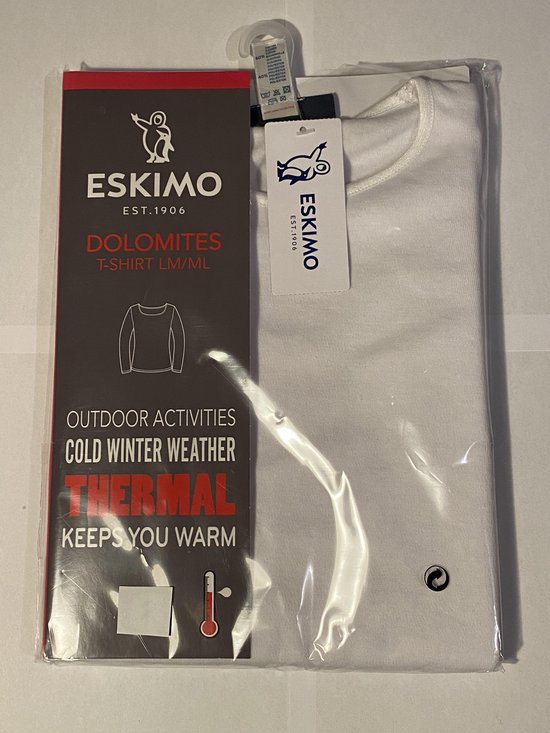 ESKIMO
EST.1906
DOLOMITES
T-SHIRT LM/ML
OUTDOOR ACTIVITIES
COLD WINTER WEATHER
THERMAL
KEEPS YOU WARM
ESKIMO
EST.1906